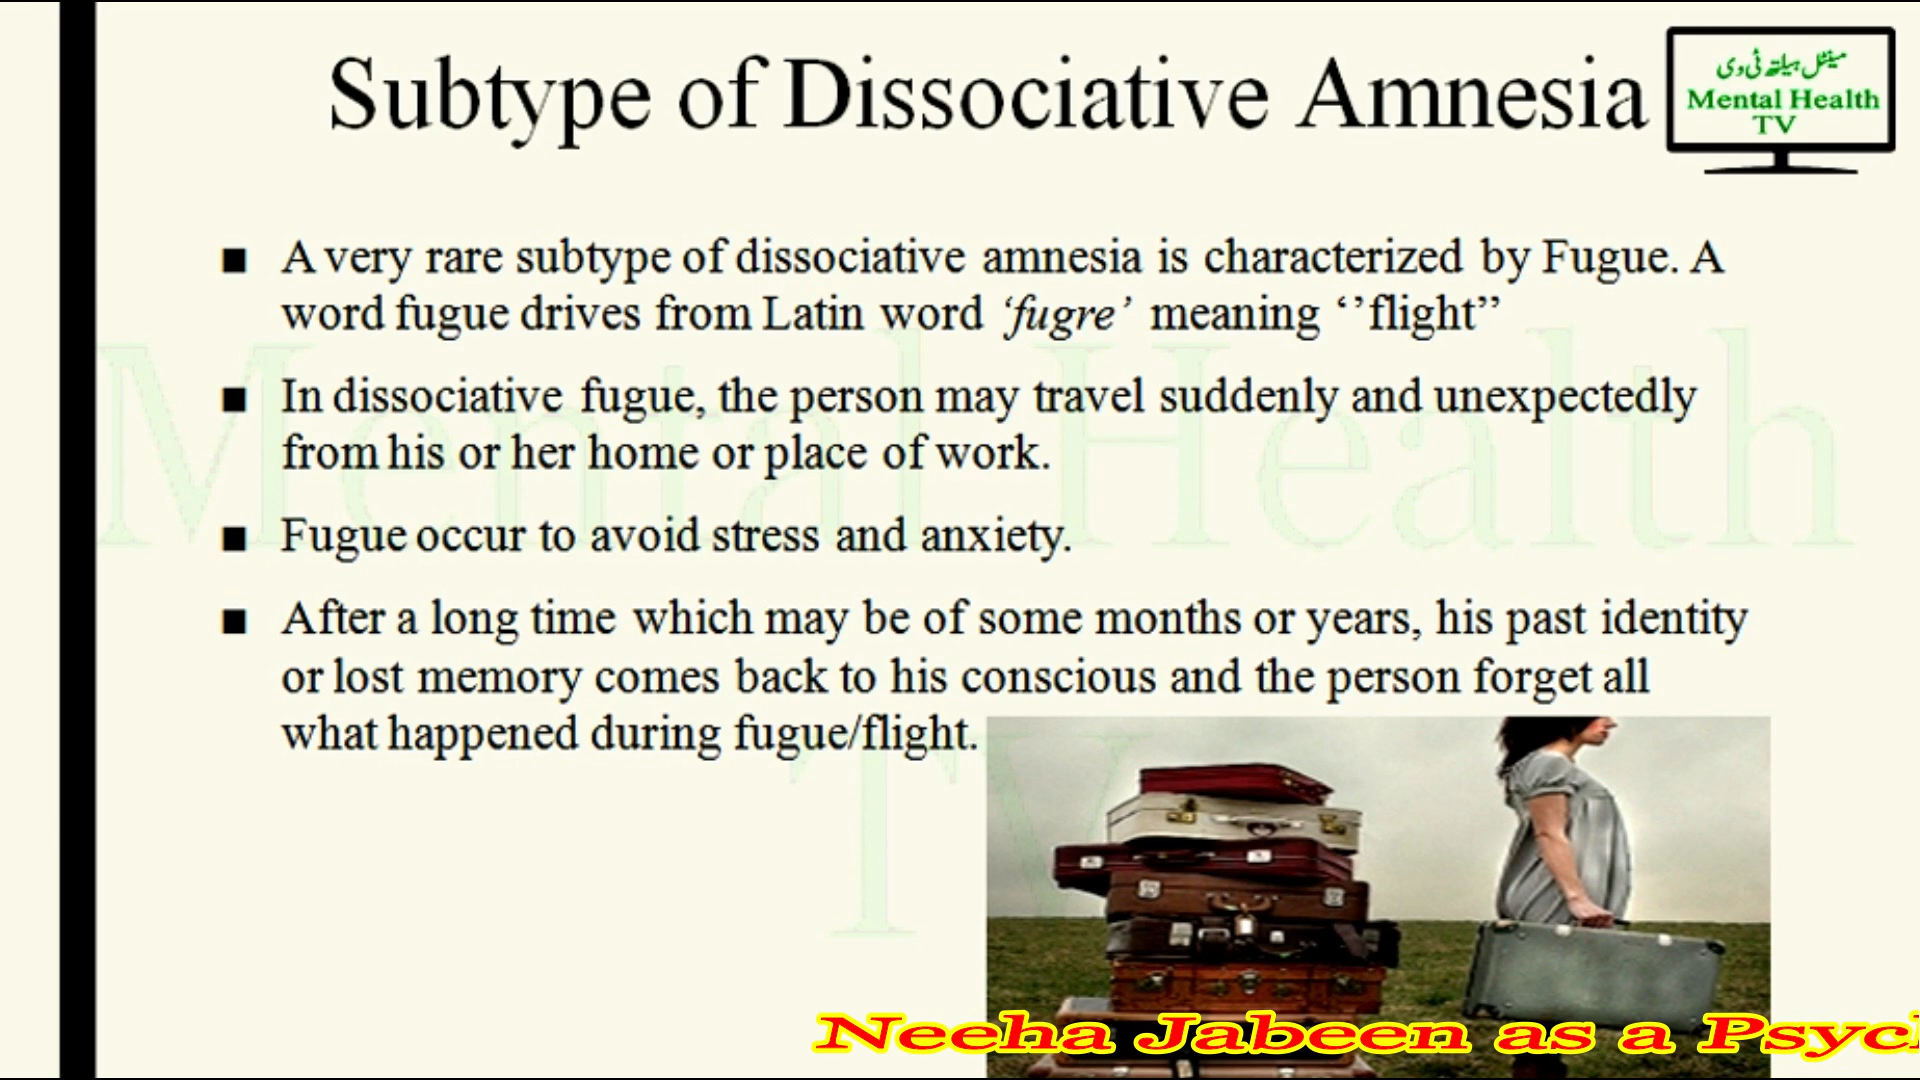 Subtype of Dissociative Amnesia
مینٹل ہیلتھ ٹی وی
Mental Health
TV
■ A very rare subtype of dissociative amnesia is characterized by Fugue. A
word fugue drives from Latin word ‘fugre’ meaning ‘’flight”
■ In dissociative fugue, the person may travel suddenly and unexpectedly
from his or her home or place of work.
■ Fugue occur to avoid stress and anxiety.
■ After a long time which may be of some months or years, his past identity
or lost memory comes back to his conscious and the person forget all
what happened during fugue/flight.
Mental Health
TV
Neeha Jabeen as a Psych